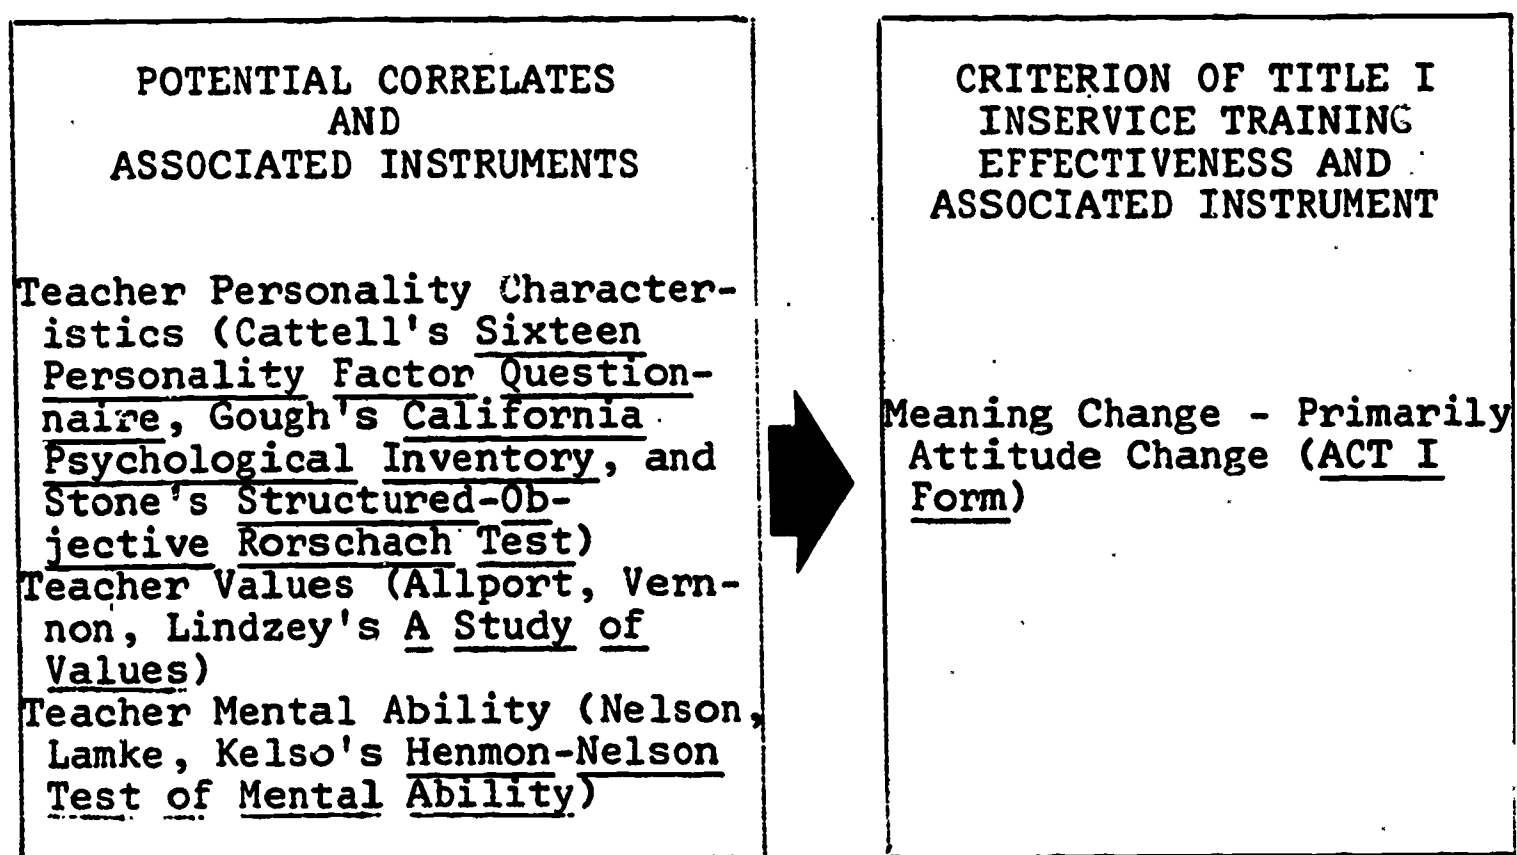 POTENTIAL CORRELATES
AND
ASSOCIATED INSTRUMENTS
Teacher Personality Character-
istics (Cattell's Sixteen
Personality Factor Question-
naire, Gough's California
Psychological Inventory, and
Stone's Structured-Ob-
jective Rorschach Test)
Teacher Values (Allport, Vern-
non, Lindzey's A Study of
Values)
Teacher Mental Ability (Nelson,
Lamke, Kelso's Henmon-Nelson
Test of Mental Ability)
CRITERION OF TITLE I
INSERVICE TRAINING
EFFECTIVENESS AND
ASSOCIATED INSTRUMENT
Meaning Change - Primarily
Attitude Change (ACT I
Form)